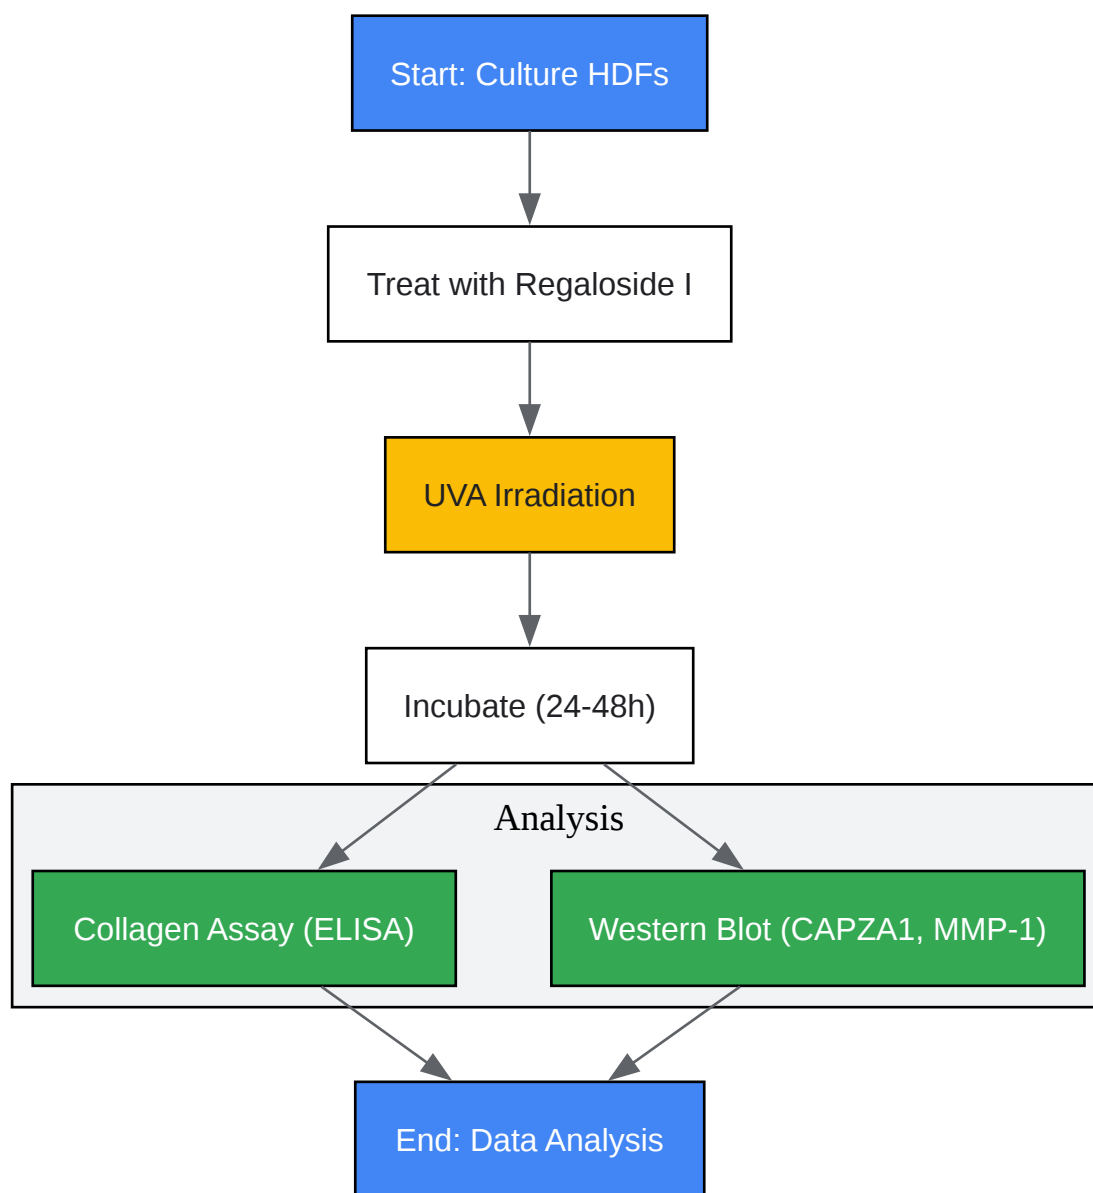 Start: Culture HDFs
Treat with Regaloside I
UVA Irradiation
Incubate (24-48h)
Analysis
Collagen Assay (ELISA)
Western Blot (CAPZA1, MMP-1)
End: Data Analysis